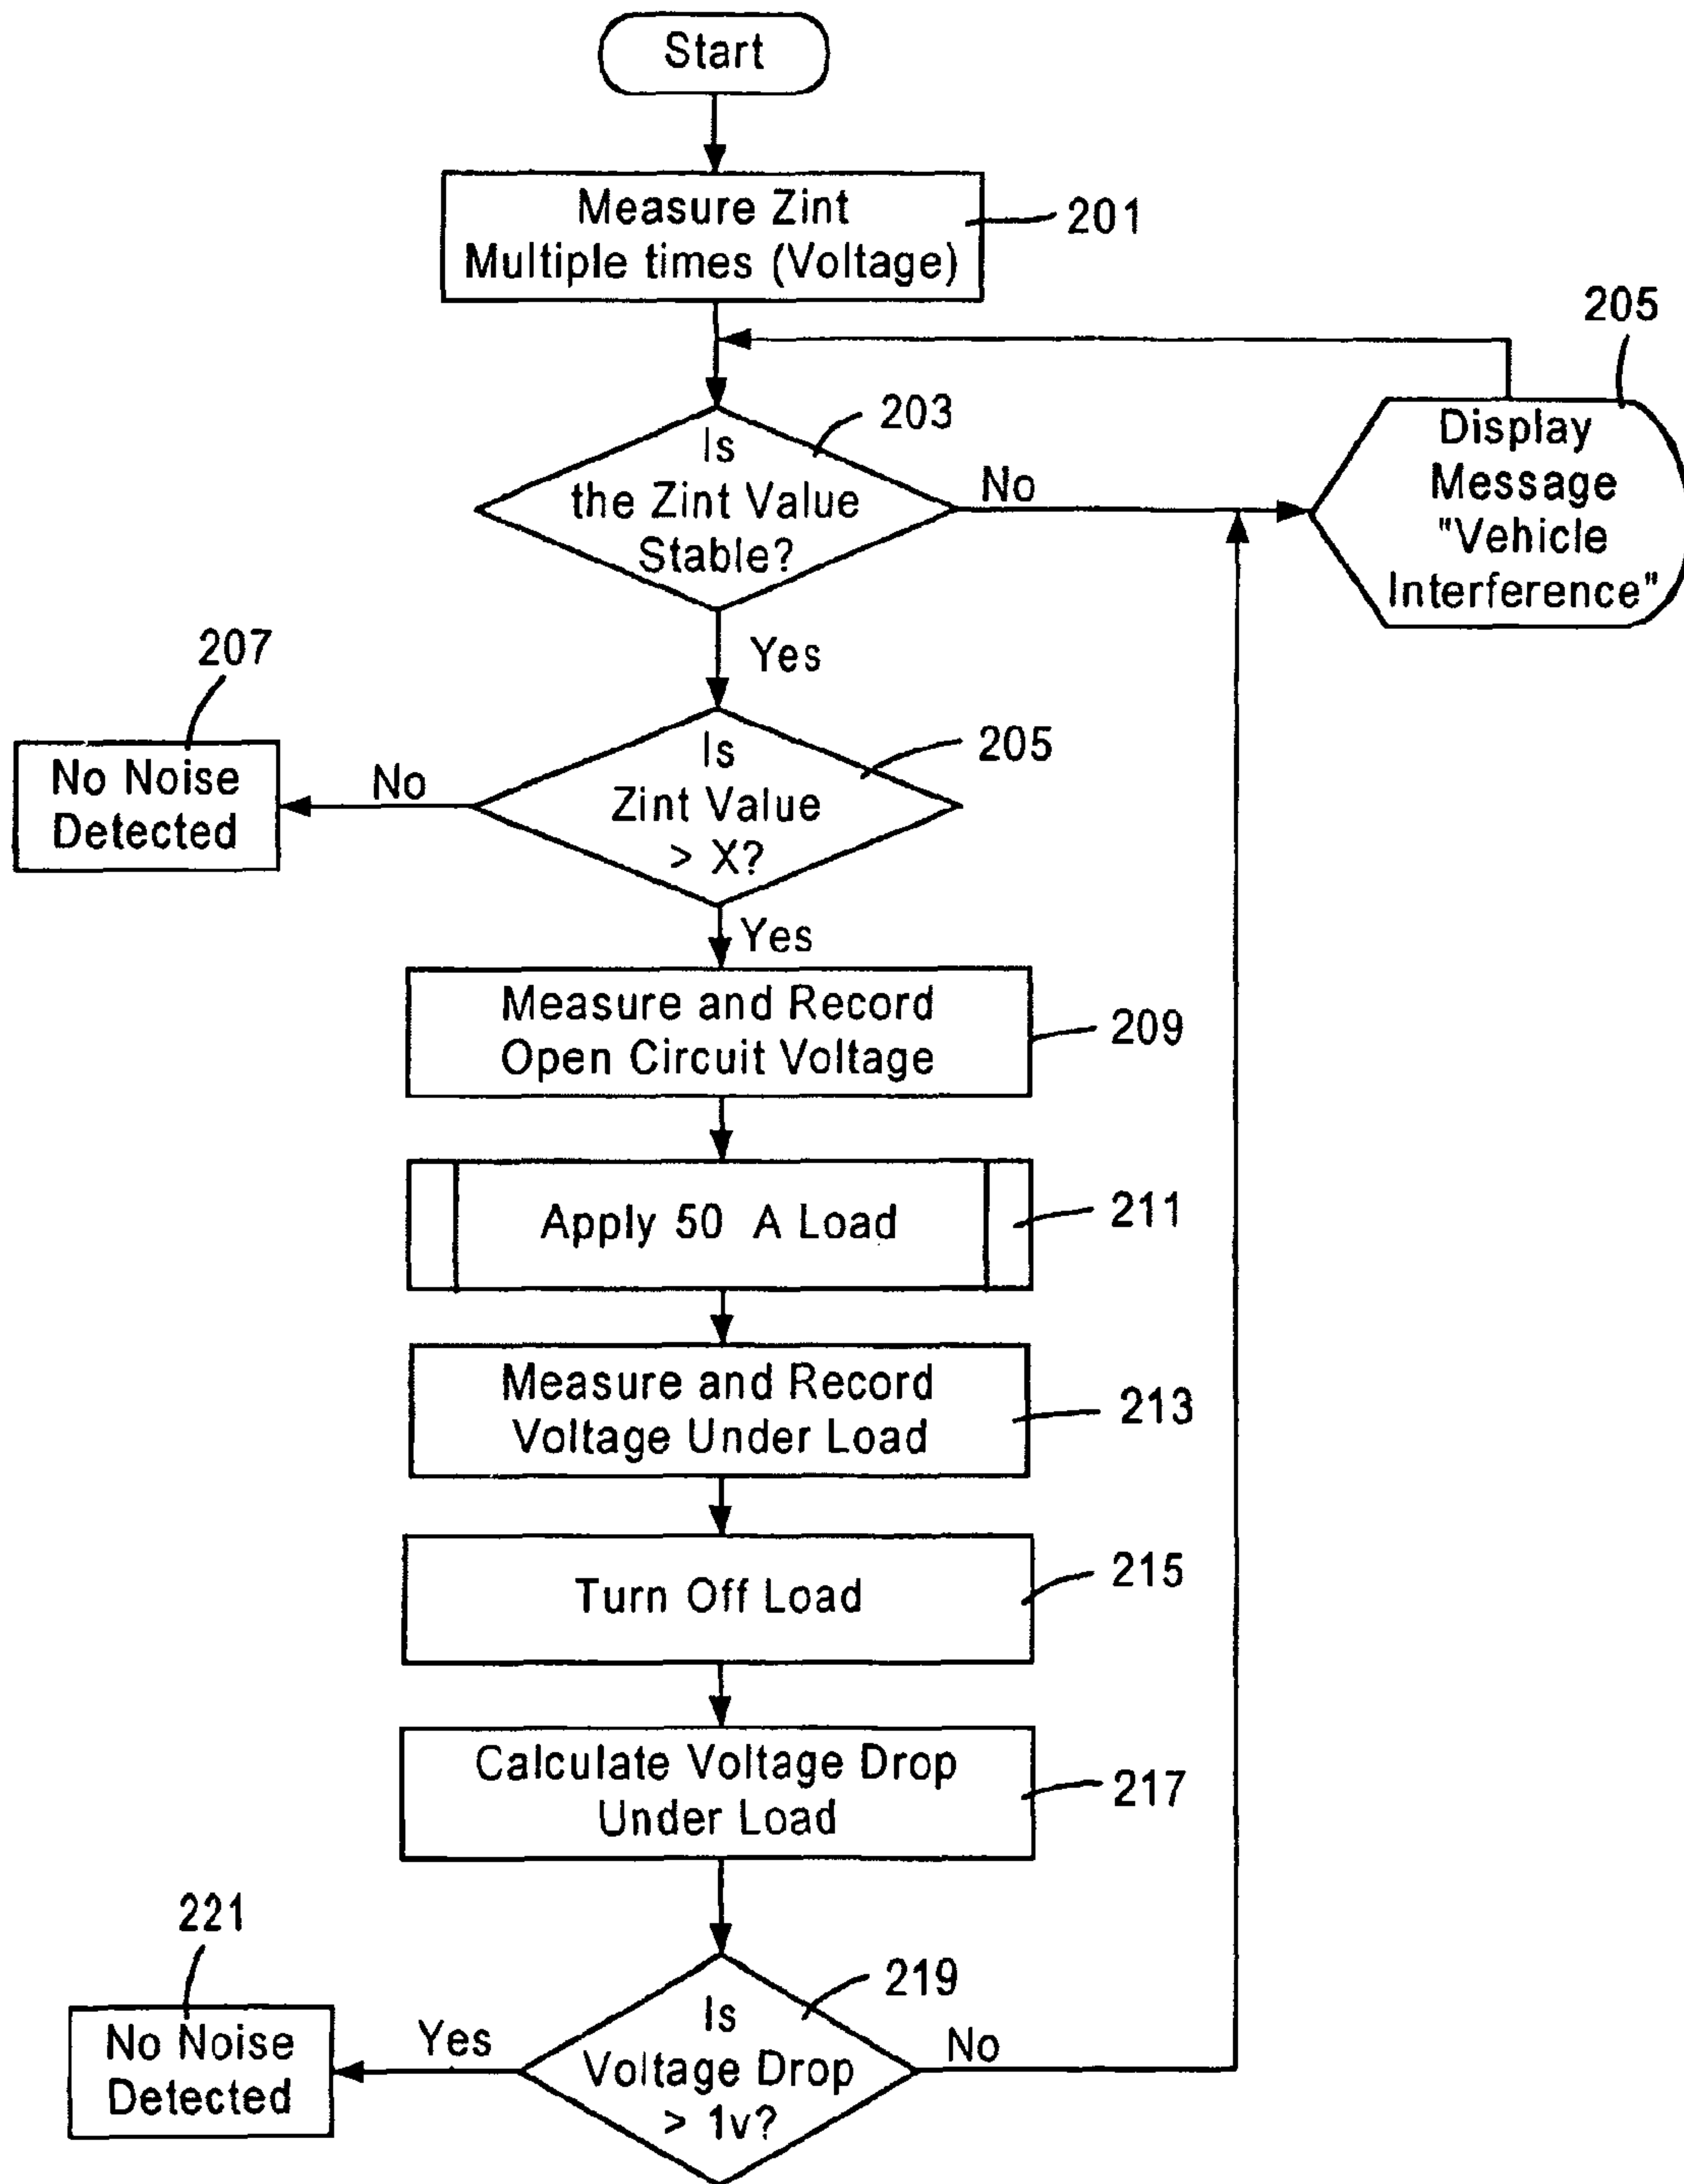 Start
Measure Zint
Multiple times (Voltage)
201
205
Display
Message
"Vehicle
Interference"
203
Is
the Zint Value
Stable?
No
Yes
207
No Noise
Detected
No
205
Is
Zint Value
> X?
Yes
Measure and Record
Open Circuit Voltage
209
Apply 50 A Load
211
Measure and Record
Voltage Under Load
213
Turn Off Load
215
Calculate Voltage Drop
Under Load
217
221
No Noise
Detected
Yes
219
Is
Voltage Drop
> 1v?
No